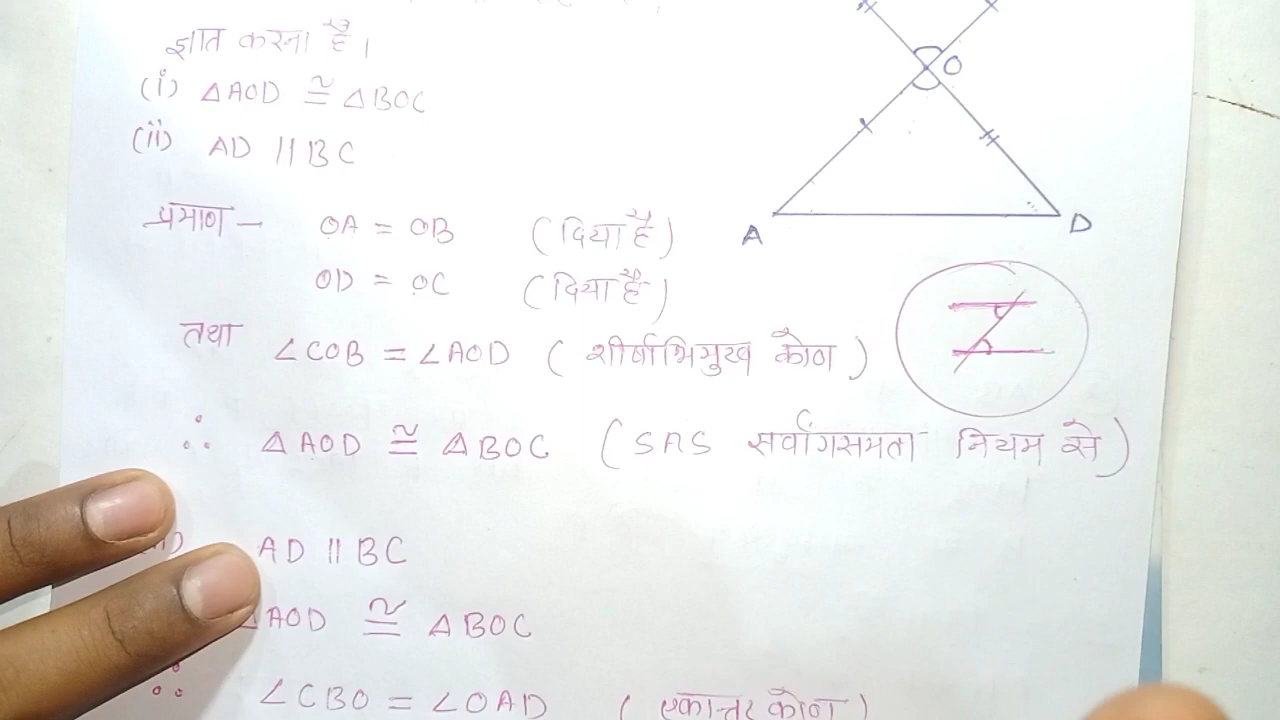 ज्ञात करना है।
(i) △AOD ≅ △BOC
(ii) AD || BC
O
A
D
प्रमाण – OA = OB (दिया है)
OD = OC (दिया है)
तथा ∠COB = ∠AOD ( शीर्षाभिमुख कोण )
∴ △AOD ≅ △BOC (SAS सर्वांगसमता नियम से)
AD || BC
△AOD ≅ △BOC
∴ ∠CBO = ∠OAD ( एकान्तर कोण )